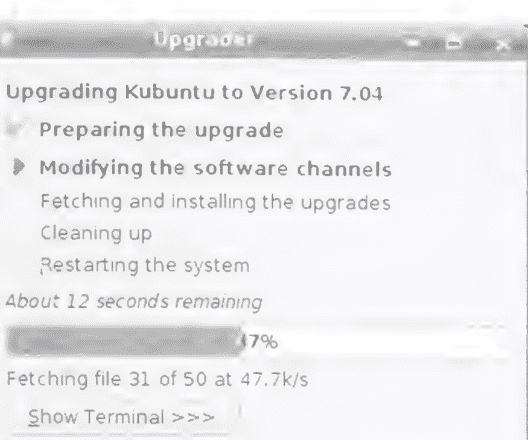 Upgrader
Upgrading Kubuntu to Version 7.04
Preparing the upgrade
Modifying the software channels
Fetching and installing the upgrades
Cleaning up
Restarting the system
About 12 seconds remaining
Fetching file 31 of 50 at 47.7k/s
Show Terminal >>>